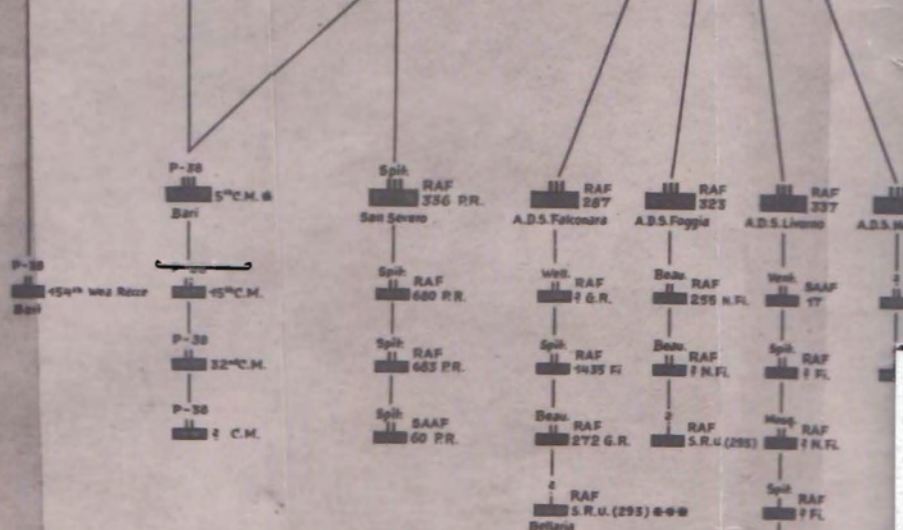 P-38
5th C.M.
Bari
15th C.M.
P-38
32nd C.M.
P-38
? C.M.
P-38
154th Wea Recce
Bari
Spit.
RAF
336 P.R.
San Severo
Spit.
RAF
680 P.R.
Spit.
RAF
683 P.R.
Spit.
SAAF
60 P.R.
RAF
287
A.D.S. Falconara
Well.
RAF
? G.R.
Spit.
RAF
1435 Fi
Beau.
RAF
272 G.R.
?
RAF
S.R.U. (293) ***
Bellaria
RAF
323
A.D.S. Foggia
Beau.
RAF
255 N.Fi.
Beau.
RAF
? N.Fi.
?
RAF
S.R.U. (293)
RAF
337
A.D.S. Livorno
Vent.
SAAF
17
Spit.
RAF
? Fi.
Mosq.
RAF
? N.Fi.
Spit.
RAF
? Fi.
A.D.S.